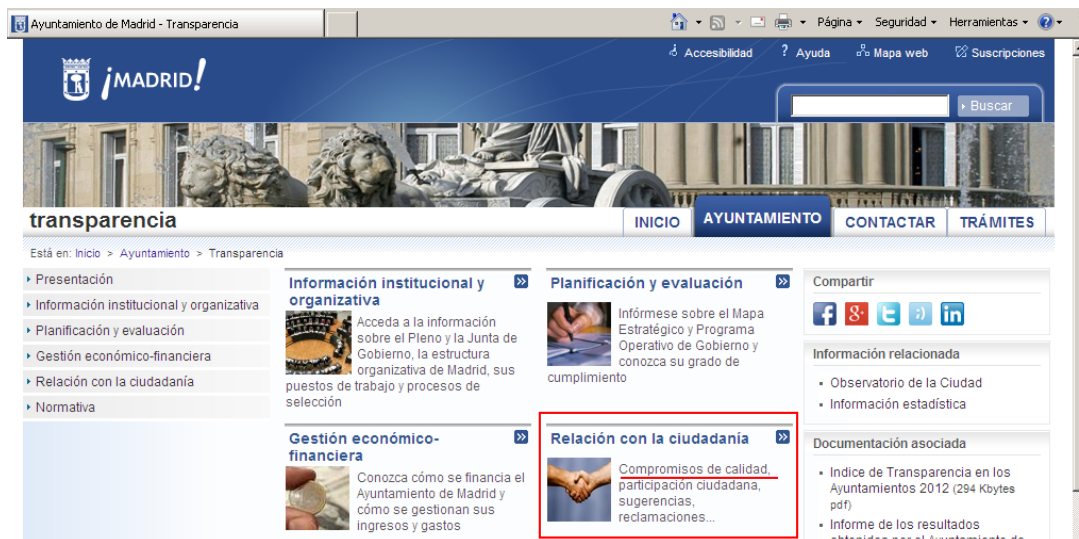 Ayuntamiento de Madrid - Transparencia
Página
Seguridad
Herramientas
Accesibilidad
? Ayuda
Mapa web
Suscripciones
¡MADRID!
Buscar
transparencia
INICIO
AYUNTAMIENTO
CONTACTAR
TRÁMITES
Está en: Inicio > Ayuntamiento > Transparencia
Presentación
Información institucional y organizativa
Planificación y evaluación
Gestión económico-financiera
Relación con la ciudadanía
Normativa
Información institucional y
organizativa
Acceda a la información
sobre el Pleno y la Junta de
Gobierno, la estructura
organizativa de Madrid, sus
puestos de trabajo y procesos de
selección
Planificación y evaluación
Infórmese sobre el Mapa
Estratégico y Programa
Operativo de Gobierno y
conozca su grado de
cumplimiento
Gestión económico-
financiera
Conozca cómo se financia el
Ayuntamiento de Madrid y
cómo se gestionan sus
ingresos y gastos
Relación con la ciudadanía
Compromisos de calidad,
participación ciudadana,
sugerencias,
reclamaciones...
Compartir
Información relacionada
Observatorio de la Ciudad
Información estadística
Documentación asociada
Indice de Transparencia en los
Ayuntamientos 2012 (294 Kbytes
pdf)
Informe de los resultados
obtenidos por el Ayuntamiento de